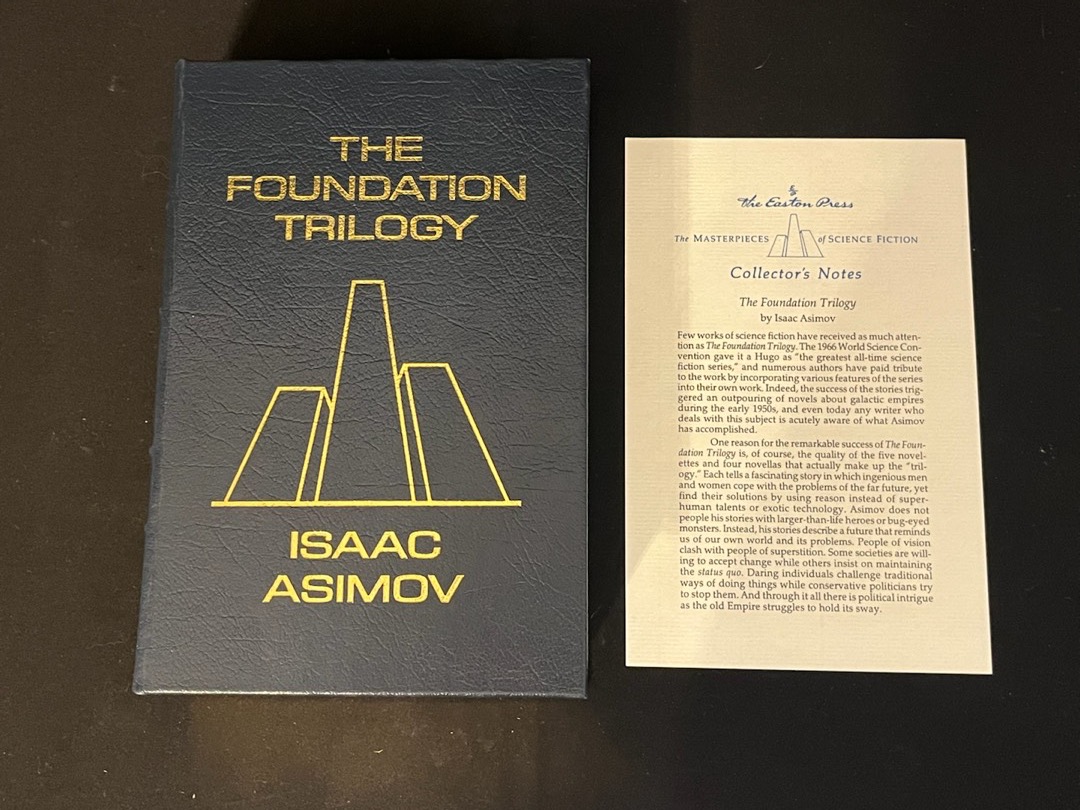 THE
FOUNDATION
TRILOGY
ISAAC
ASIMOV
The Easton Press
The MASTERPIECES of SCIENCE FICTION
Collector's Notes
The Foundation Trilogy
by Isaac Asimov
Few works of science fiction have received as much atten-
tion as The Foundation Trilogy. The 1966 World Science Con-
vention gave it a Hugo as "the greatest all-time science
fiction series," and numerous authors have paid tribute
to the work by incorporating various features of the series
into their own work. Indeed, the success of the stories trig-
gered an outpouring of novels about galactic empires
during the early 1950s, and even today any writer who
deals with this subject is acutely aware of what Asimov
has accomplished.
One reason for the remarkable success of The Foun-
dation Trilogy is, of course, the quality of the five novel-
ettes and four novellas that actually make up the "tril-
ogy." Each tells a fascinating story in which ingenious men
and women cope with the problems of the far future, yet
find their solutions by using reason instead of super-
human talents or exotic technology. Asimov does not
people his stories with larger-than-life heroes or bug-eyed
monsters. Instead, his stories describe a future that reminds
us of our own world and its problems. People of vision
clash with people of superstition. Some societies are will-
ing to accept change while others insist on maintaining
the status quo. Daring individuals challenge traditional
ways of doing things while conservative politicians try
to stop them. And through it all there is political intrigue
as the old Empire struggles to hold its sway.